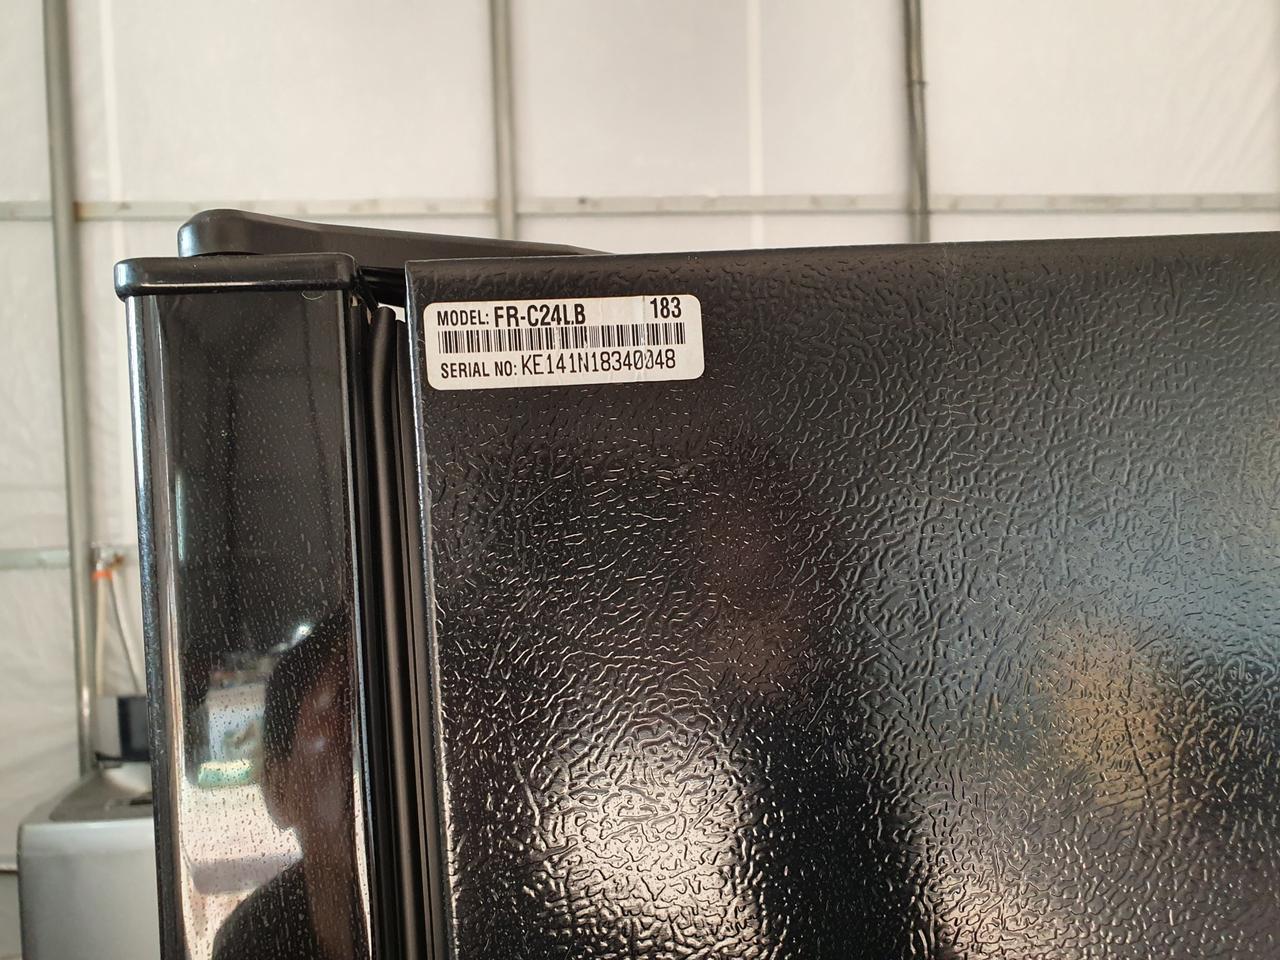 MODEL: FR-C24LB 183
SERIAL NO: KE141N18340048